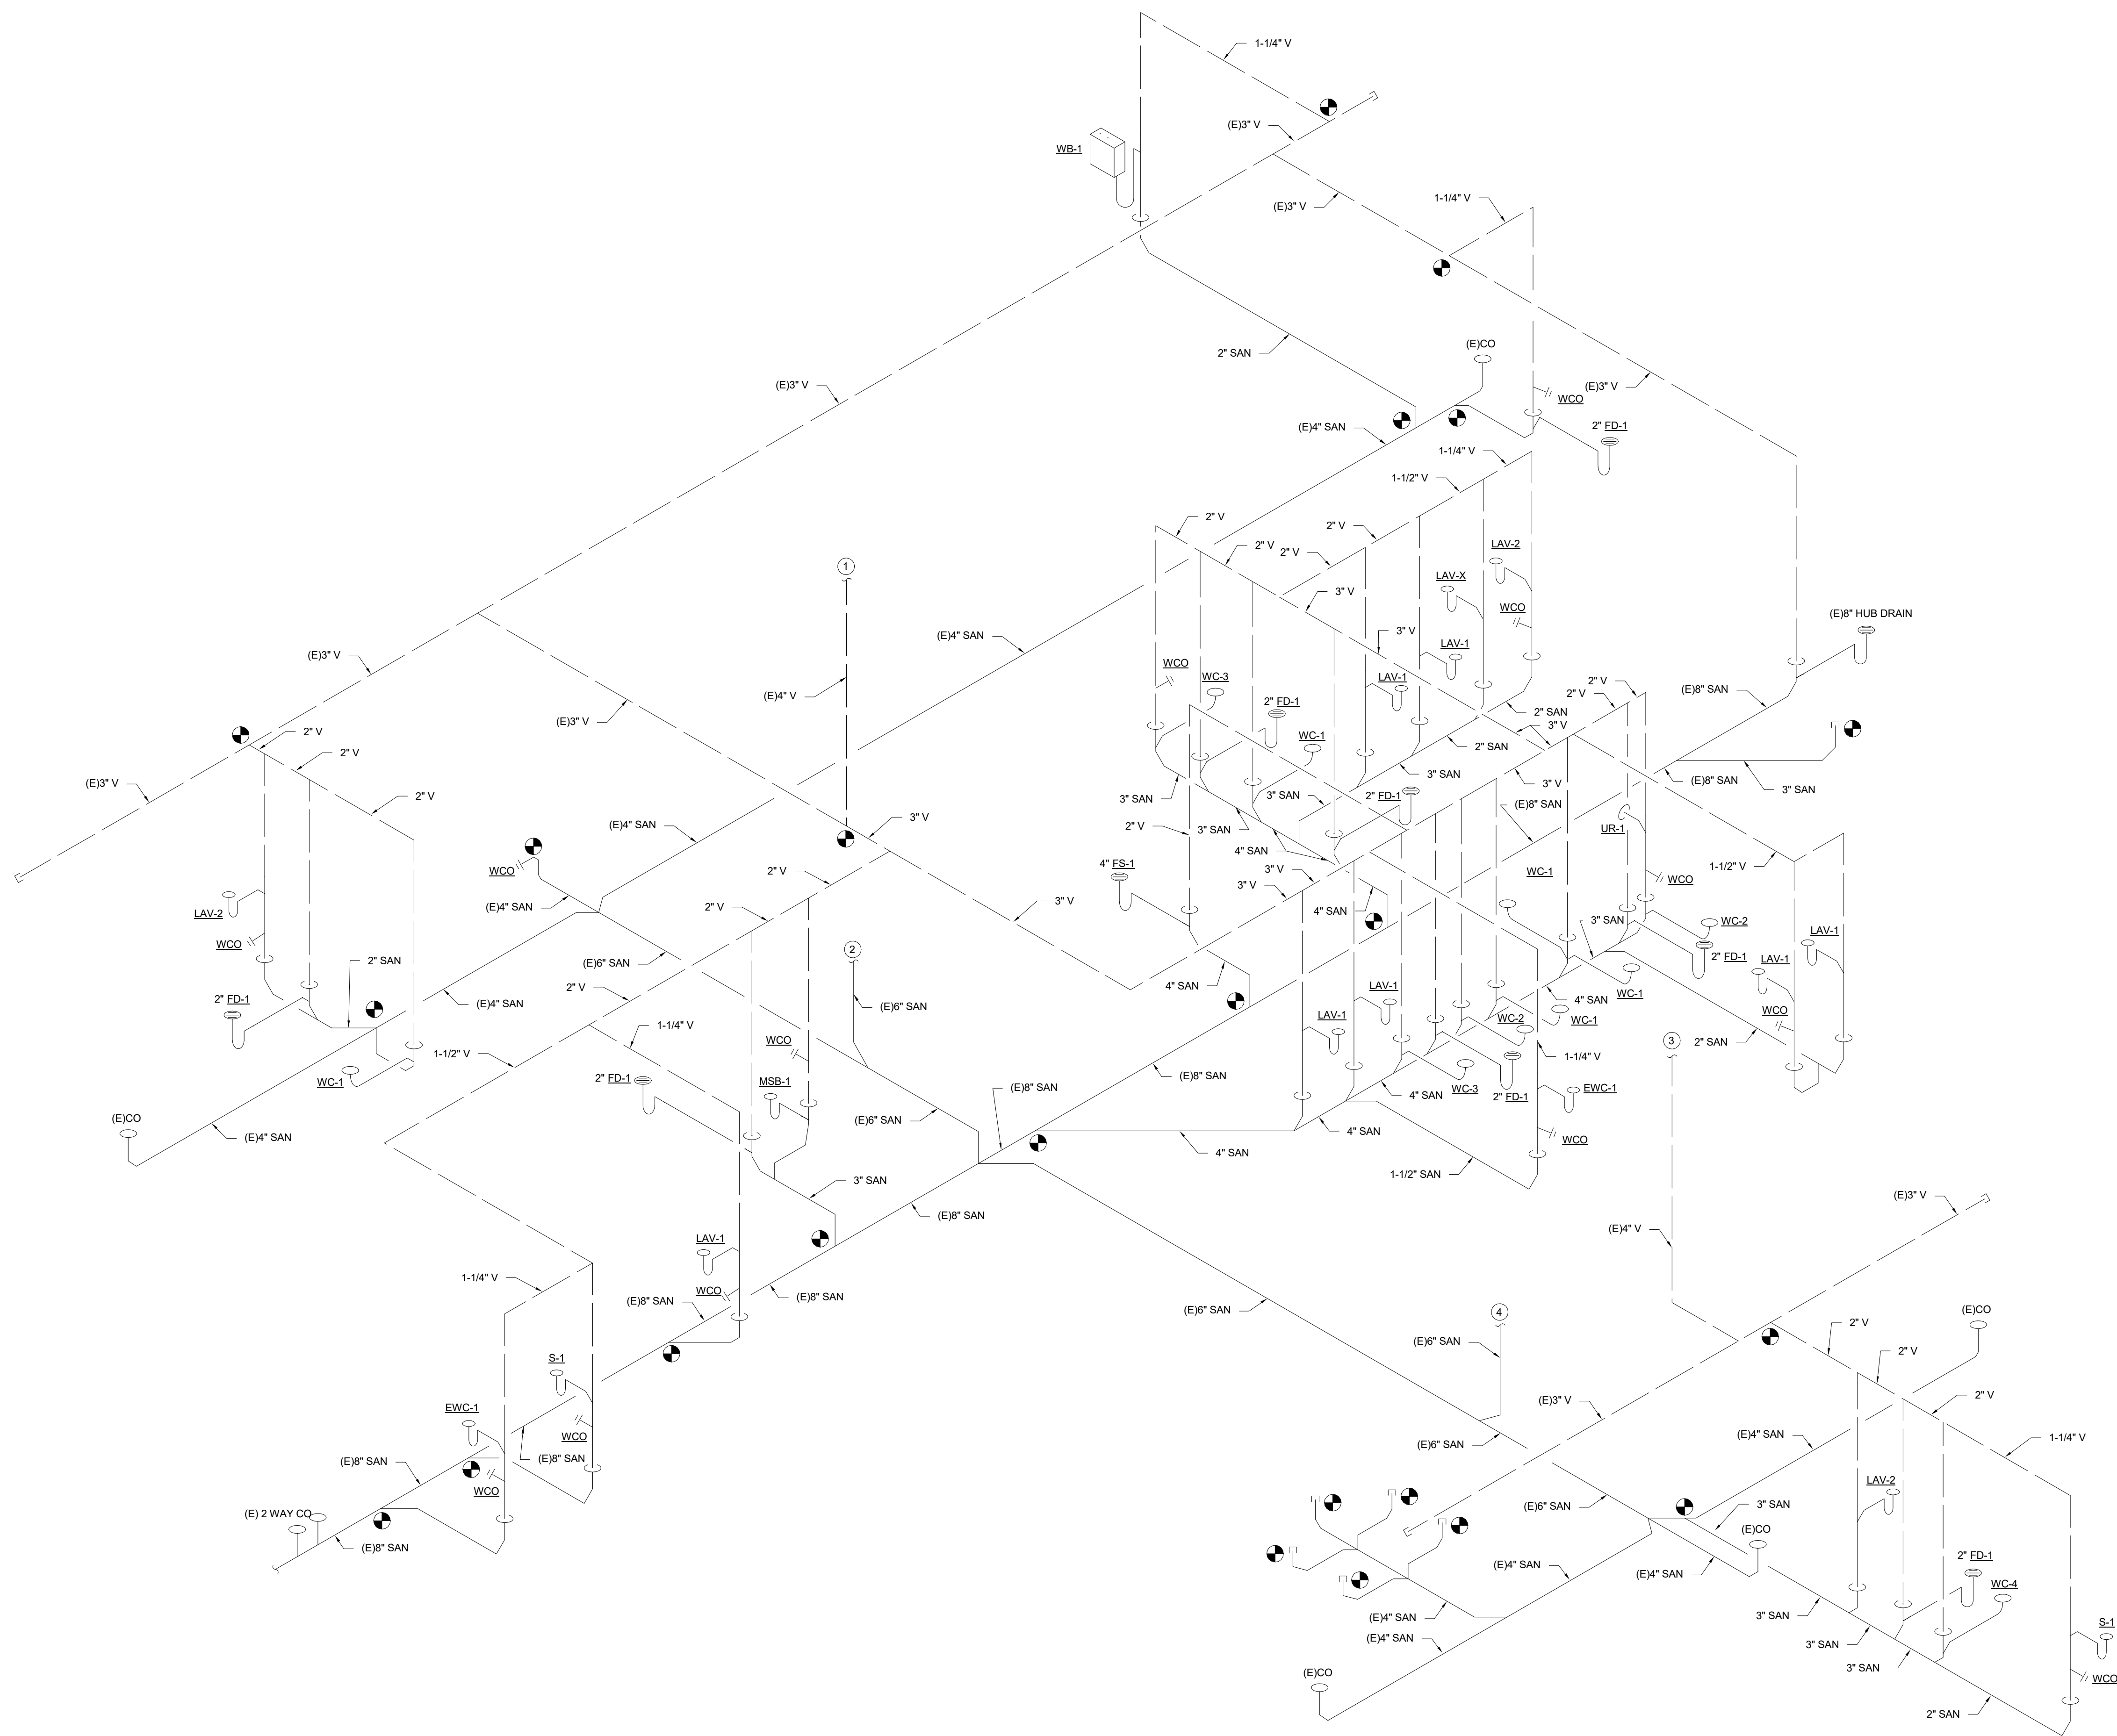 1-1/4" V
(E)3" V
WB-1
1-1/4" V
(E)3" V
2" SAN
(E)CO
(E)3" V
(E)3" V
WCO
(E)4" SAN
2" FD-1
1-1/4" V
1-1/2" V
2" V
2" V
2" V
2" V
LAV-2
1
LAV-X
3" V
WCO
(E)8" HUB DRAIN
3" V
(E)4" SAN
LAV-1
(E)3" V
WCO
WC-3
LAV-1
2" V
(E)8" SAN
(E)4" V
2" V
2" FD-1
2" SAN
(E)3" V
3" V
2" V
WC-1
2" SAN
2" V
3" SAN
(E)8" SAN
(E)3" V
3" V
3" SAN
2" V
3" SAN
2" FD-1
3" SAN
(E)8" SAN
3" V
(E)4" SAN
2" V
3" SAN
UR-1
4" SAN
4" FS-1
1-1/2" V
WCO
2" V
3" V
WC-1
WCO
3" V
(E)4" SAN
2" V
3" V
4" SAN
LAV-2
3" SAN
WC-2
WCO
2
LAV-1
2" SAN
(E)6" SAN
2" FD-1
LAV-1
2" V
4" SAN
LAV-1
WC-1
2" FD-1
(E)4" SAN
(E)6" SAN
4" SAN
LAV-1
WC-2
WC-1
WCO
1-1/4" V
3
2" SAN
1-1/2" V
WCO
1-1/4" V
2" FD-1
MSB-1
(E)8" SAN
(E)8" SAN
WC-3
EWC-1
WC-1
4" SAN
2" FD-1
(E)CO
(E)6" SAN
(E)4" SAN
4" SAN
WCO
4" SAN
1-1/2" SAN
3" SAN
(E)3" V
(E)8" SAN
(E)4" V
LAV-1
1-1/4" V
WCO
(E)8" SAN
(E)8" SAN
(E)6" SAN
4
(E)CO
2" V
(E)6" SAN
2" V
S-1
2" V
EWC-1
(E)3" V
WCO
(E)6" SAN
(E)4" SAN
1-1/4" V
(E)8" SAN
(E)8" SAN
LAV-2
WCO
(E)6" SAN
3" SAN
(E) 2 WAY CO
(E)CO
(E)8" SAN
(E)4" SAN
(E)4" SAN
2" FD-1
WC-4
(E)4" SAN
3" SAN
(E)4" SAN
S-1
3" SAN
3" SAN
(E)CO
WCO
2" SAN